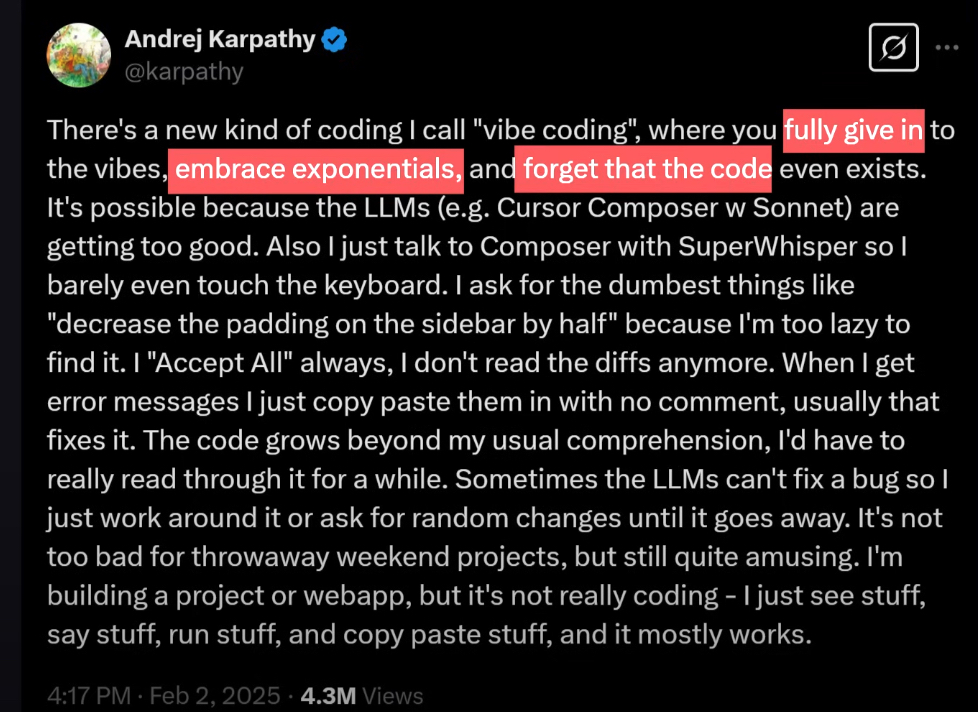 Andrej Karpathy
@karpathy
There's a new kind of coding I call "vibe coding", where you fully give in to
the vibes, embrace exponentials, and forget that the code even exists.
It's possible because the LLMs (e.g. Cursor Composer w Sonnet) are
getting too good. Also I just talk to Composer with SuperWhisper so I
barely even touch the keyboard. I ask for the dumbest things like
"decrease the padding on the sidebar by half" because I'm too lazy to
find it. I "Accept All" always, I don't read the diffs anymore. When I get
error messages I just copy paste them in with no comment, usually that
fixes it. The code grows beyond my usual comprehension, I'd have to
really read through it for a while. Sometimes the LLMs can't fix a bug so I
just work around it or ask for random changes until it goes away. It's not
too bad for throwaway weekend projects, but still quite amusing. I'm
building a project or webapp, but it's not really coding - I just see stuff,
say stuff, run stuff, and copy paste stuff, and it mostly works.
4:17 PM · Feb 2, 2025 · 4.3M Views